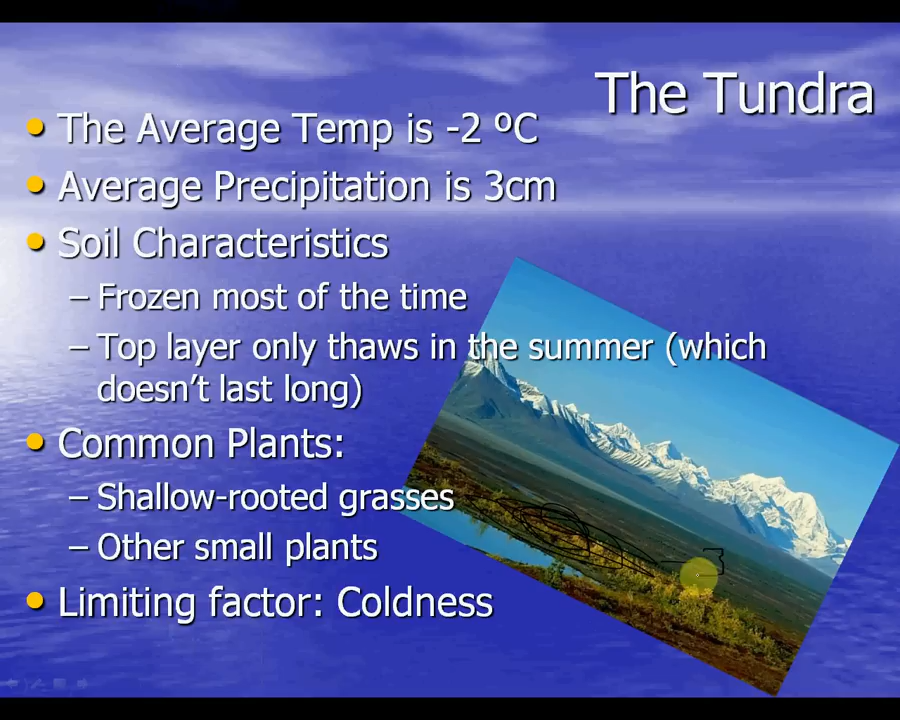 The Tundra
The Average Temp is -2 ºC
Average Precipitation is 3cm
Soil Characteristics
– Frozen most of the time
– Top layer only thaws in the summer (which
doesn’t last long)
Common Plants:
– Shallow-rooted grasses
– Other small plants
Limiting factor: Coldness